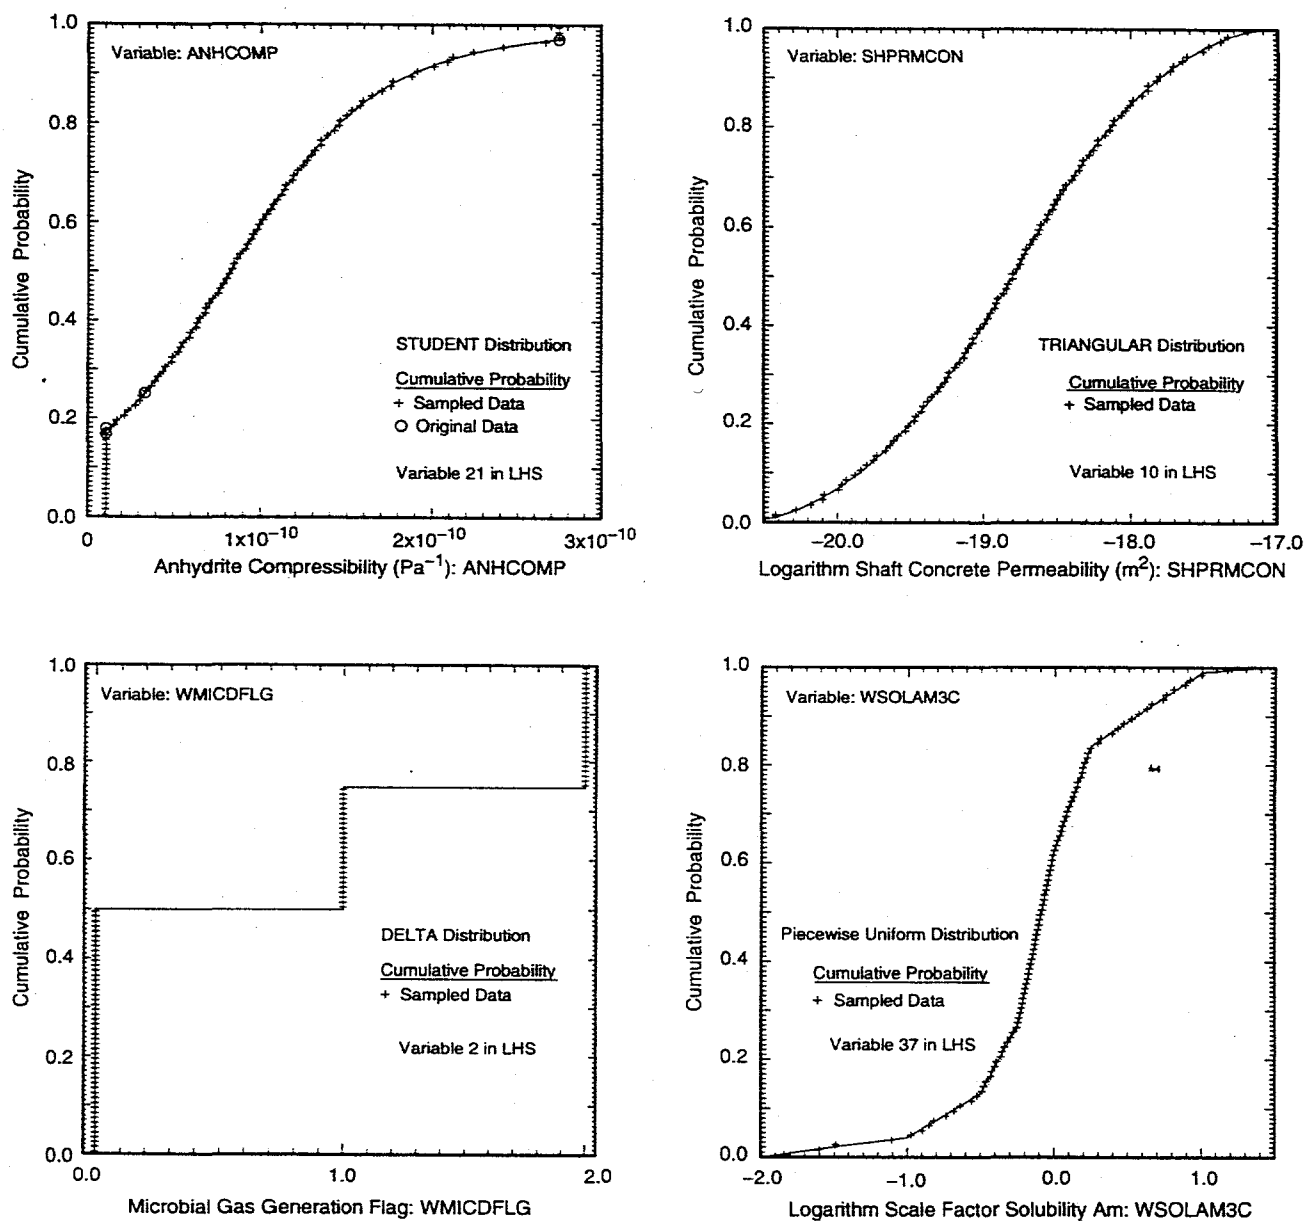 Variable: ANHCOMP
1.0
0.8
0.6
0.4
0.2
0.0
Cumulative Probability
STUDENT Distribution
Cumulative Probability
+ Sampled Data
O Original Data
Variable 21 in LHS
0
1x10⁻¹⁰
2x10⁻¹⁰
3x10⁻¹⁰
Anhydrite Compressibility (Pa⁻¹): ANHCOMP
Variable: SHPRMCON
1.0
0.8
0.6
0.4
0.2
0.0
Cumulative Probability
TRIANGULAR Distribution
Cumulative Probability
+ Sampled Data
Variable 10 in LHS
−20.0
−19.0
−18.0
−17.0
Logarithm Shaft Concrete Permeability (m²): SHPRMCON
Variable: WMICDFLG
1.0
0.8
0.6
0.4
0.2
0.0
Cumulative Probability
DELTA Distribution
Cumulative Probability
+ Sampled Data
Variable 2 in LHS
0.0
1.0
2.0
Microbial Gas Generation Flag: WMICDFLG
Variable: WSOLAM3C
1.0
0.8
0.6
0.4
0.2
0.0
Cumulative Probability
Piecewise Uniform Distribution
Cumulative Probability
+ Sampled Data
Variable 37 in LHS
−2.0
−1.0
0.0
1.0
Logarithm Scale Factor Solubility Am: WSOLAM3C